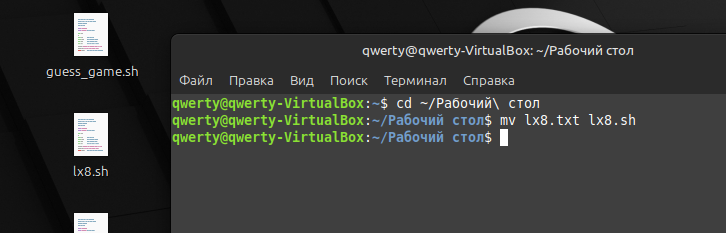 guess_game.sh
lx8.sh
qwerty@qwerty-VirtualBox: ~/Рабочий стол
Файл Правка Вид Поиск Терминал Справка
qwerty@qwerty-VirtualBox:~$ cd ~/Рабочий\ стол
qwerty@qwerty-VirtualBox:~/Рабочий стол$ mv lx8.txt lx8.sh
qwerty@qwerty-VirtualBox:~/Рабочий стол$